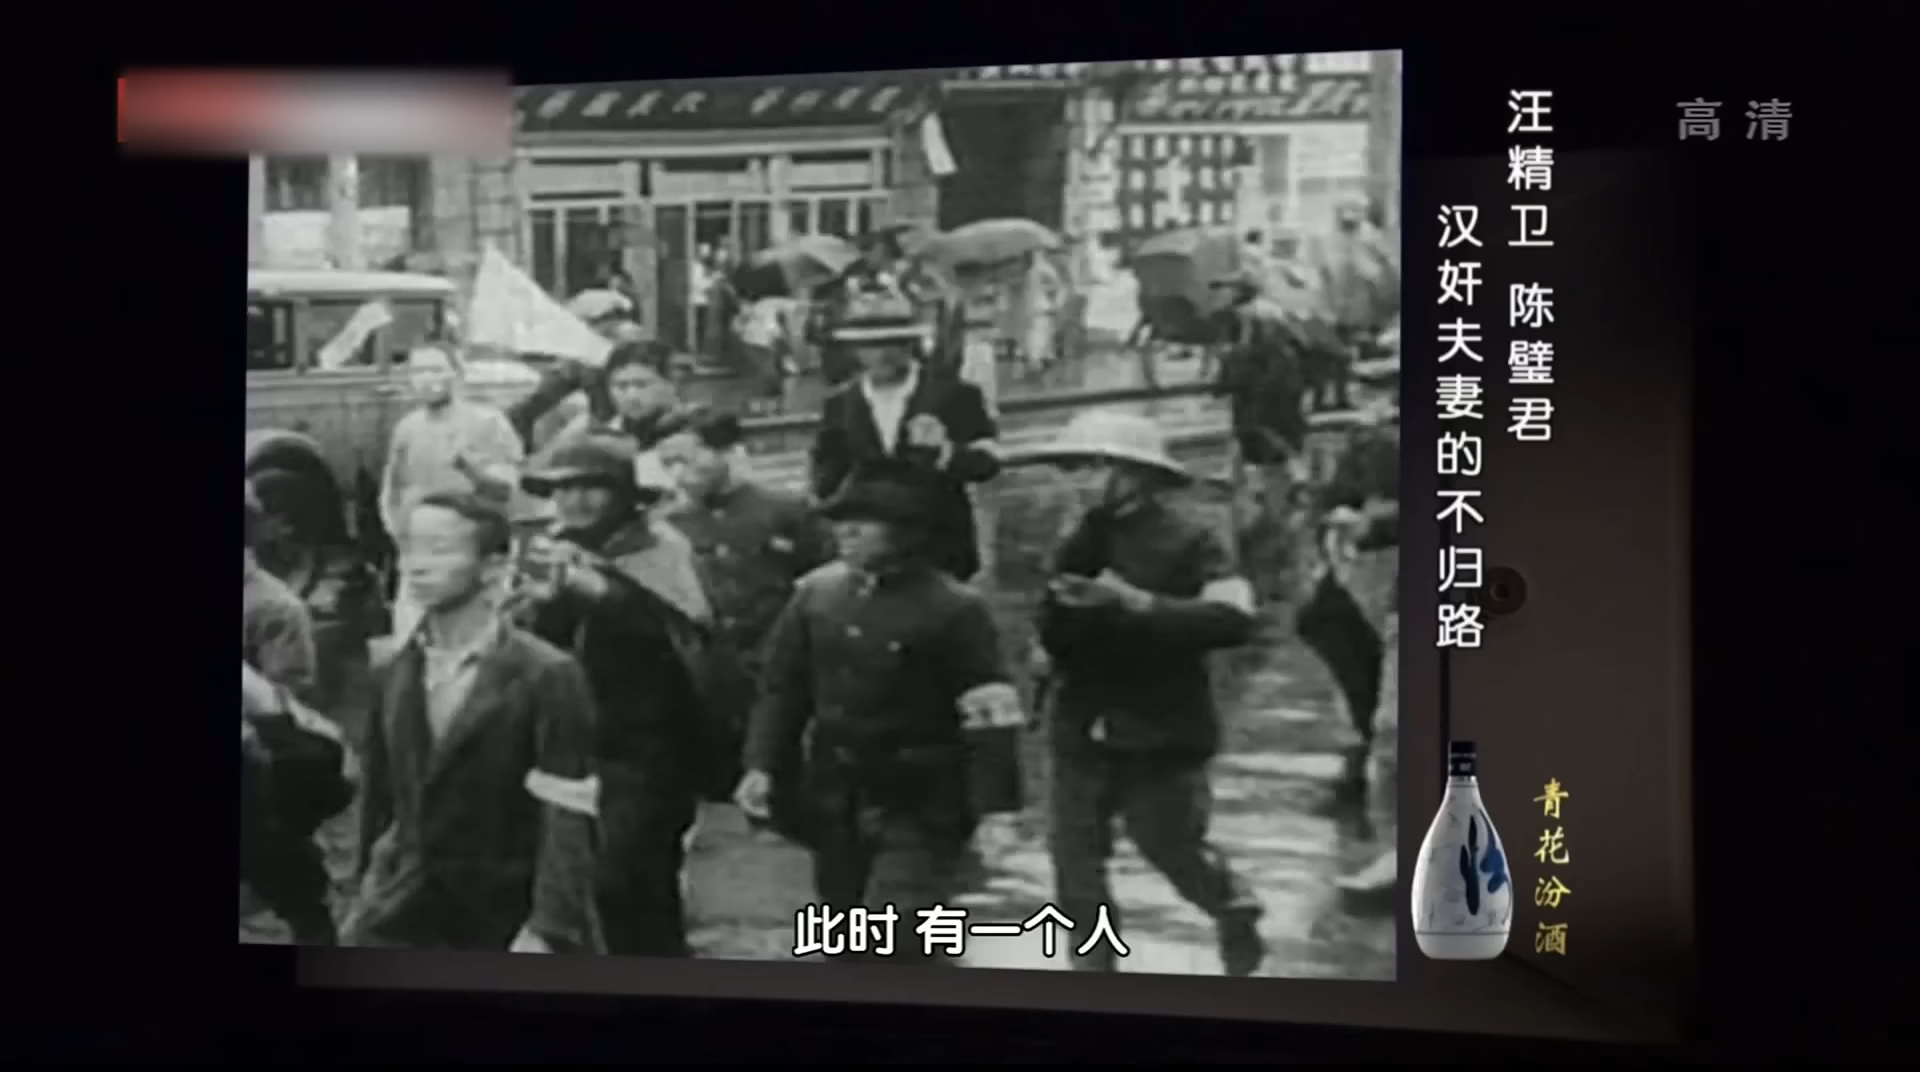 高清
汪精卫 陈璧君
汉奸夫妻的不归路
青花汾酒
此时 有一个人